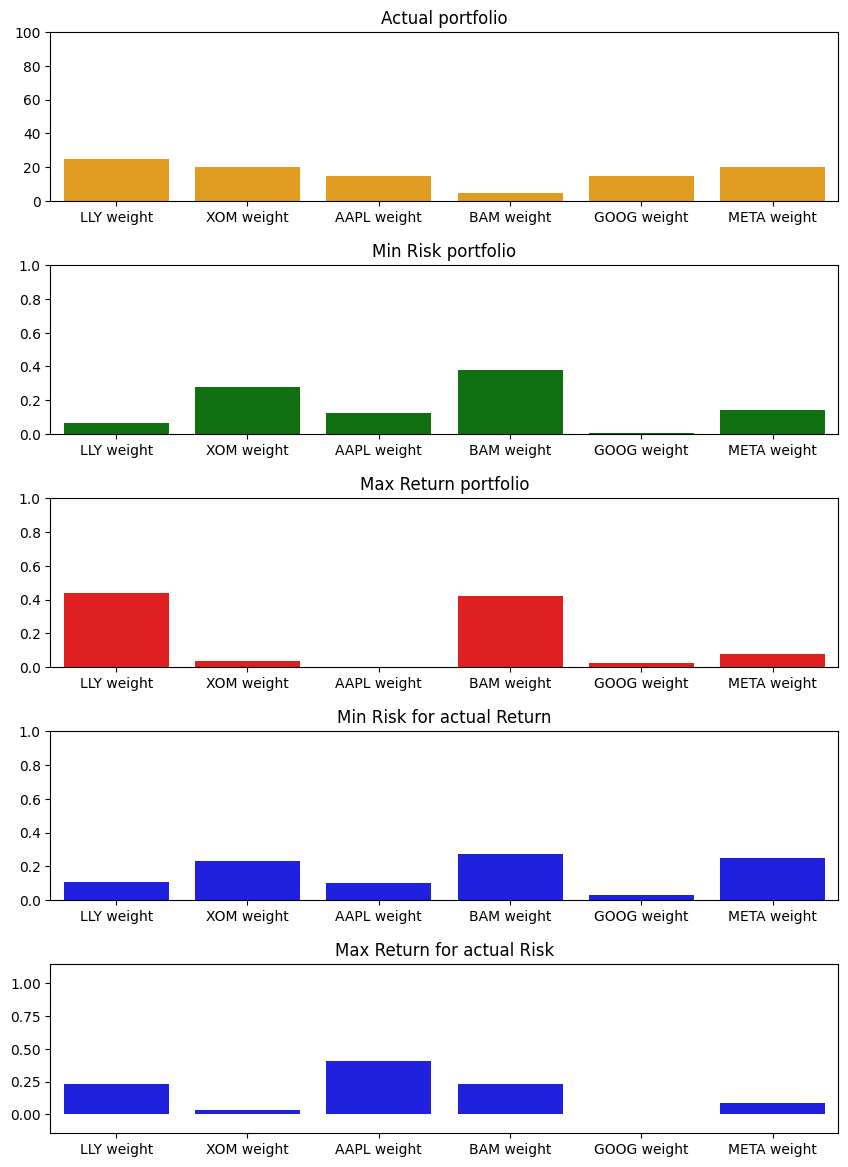 Actual portfolio
100
80
60
40
20
0
LLY weight XOM weight AAPL weight BAM weight GOOG weight META weight
Min Risk portfolio
1.0
0.8
0.6
0.4
0.2
0.0
LLY weight XOM weight AAPL weight BAM weight GOOG weight META weight
Max Return portfolio
1.0
0.8
0.6
0.4
0.2
0.0
LLY weight XOM weight AAPL weight BAM weight GOOG weight META weight
Min Risk for actual Return
1.0
0.8
0.6
0.4
0.2
0.0
LLY weight XOM weight AAPL weight BAM weight GOOG weight META weight
Max Return for actual Risk
1.00
0.75
0.50
0.25
0.00
LLY weight XOM weight AAPL weight BAM weight GOOG weight META weight